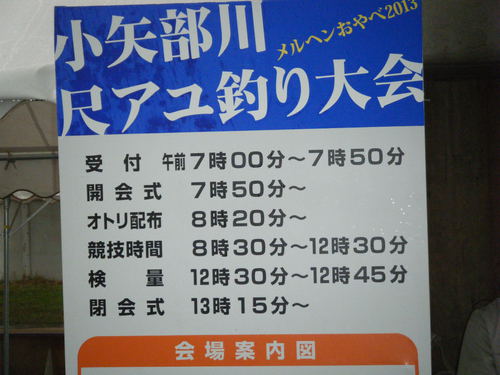 メルヘンおやべ2013
小矢部川
尺アユ釣り大会
受付 午前7時00分～7時50分
開会式 7時50分～
オトリ配布 8時20分～
競技時間 8時30分～12時30分
検量 12時30分～12時45分
閉会式 13時15分～
会場案内図